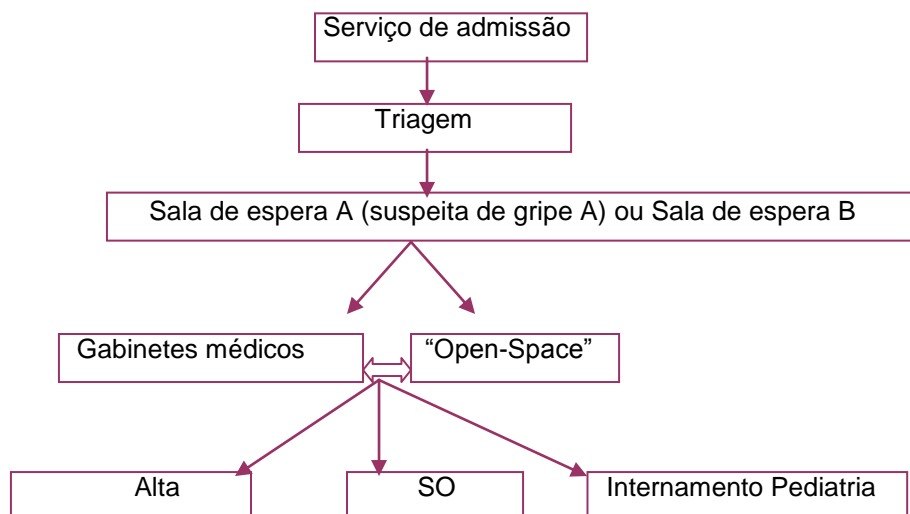 Serviço de admissão
Triagem
Sala de espera A (suspeita de gripe A) ou Sala de espera B
Gabinetes médicos
“Open-Space”
Alta
SO
Internamento Pediatria